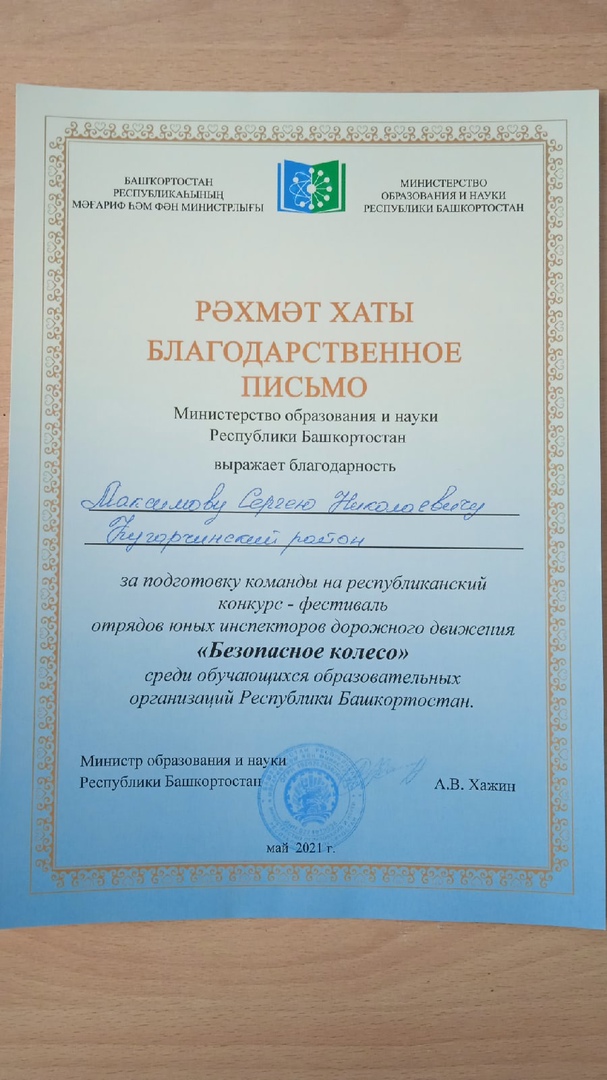 БАШКОРТОСТАН
РЕСПУБЛИКАҺЫНЫҢ
МӘҒАРИФ ҺӘМ ФӘН МИНИСТРЛЫҒЫ
МИНИСТЕРСТВО
ОБРАЗОВАНИЯ И НАУКИ
РЕСПУБЛИКИ БАШКОРТОСТАН
РӘХМӘТ ХАТЫ
БЛАГОДАРСТВЕННОЕ
ПИСЬМО
Министерство образования и науки
Республики Башкортостан
выражает благодарность
Максимову Сергею Николаевичу
Кугарчинский район
за подготовку команды на республиканский
конкурс - фестиваль
отрядов юных инспекторов дорожного движения
«Безопасное колесо»
среди обучающихся образовательных
организаций Республики Башкортостан.
Министр образования и науки
Республики Башкортостан
А.В. Хажин
май 2021 г.